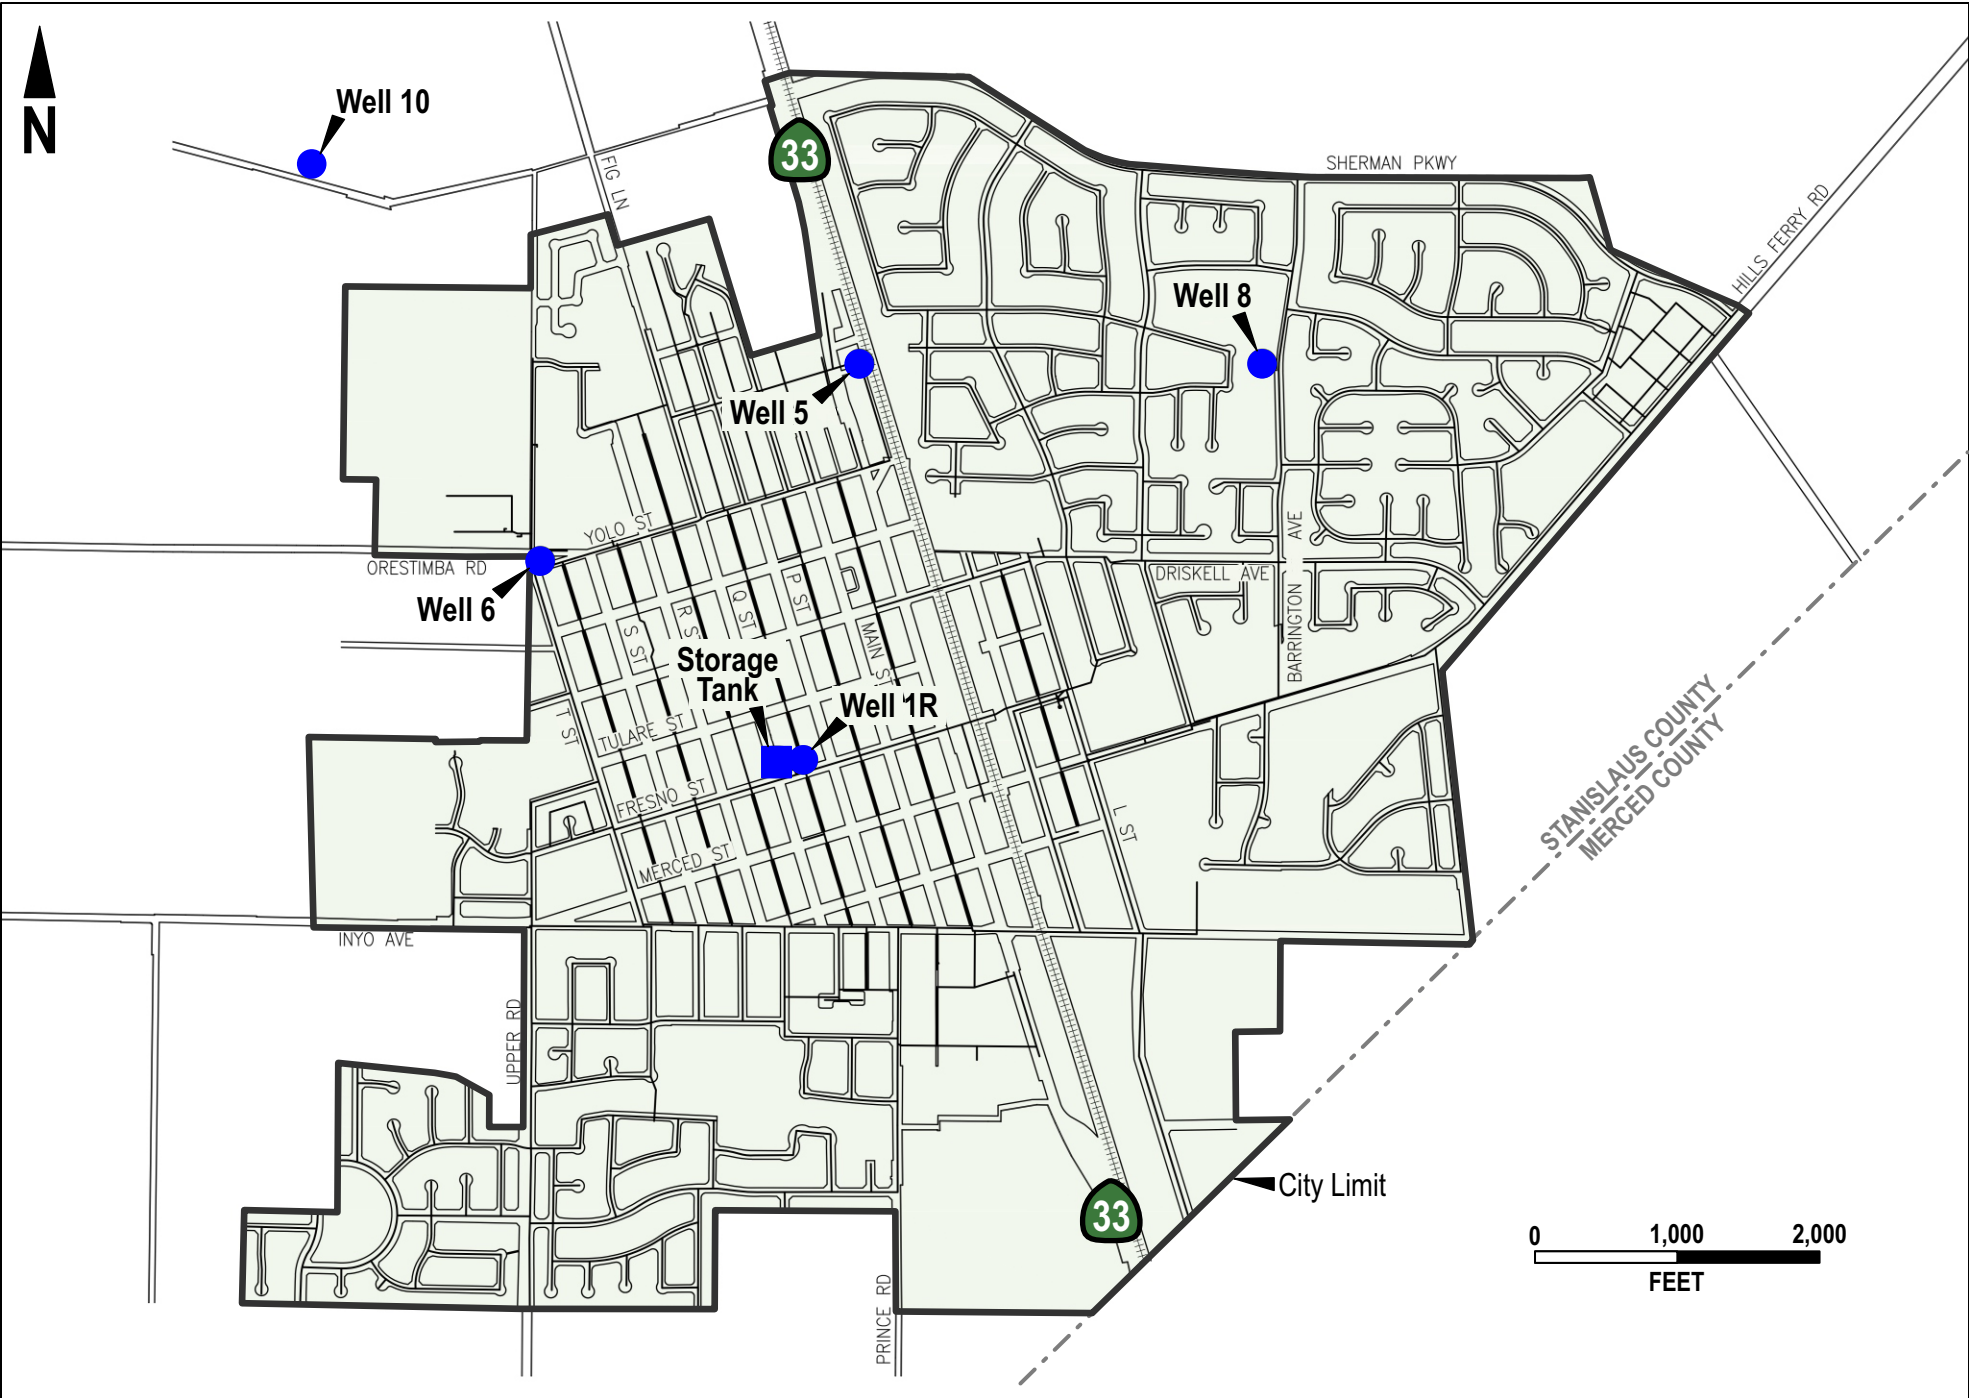 N
Well 10
33
FIG LN
SHERMAN PKWY
HILLS FERRY RD
Well 8
Well 5
YOLO ST
ORESTIMBA RD
Well 6
DRISKELL AVE
BARRINGTON AVE
S ST
R S
Q ST
P ST
MAIN S
Storage
Tank
Well 1R
T ST
TULARE ST
FRESNO ST
MERCED ST
L ST
STANISLAUS COUNTY
MERCED COUNTY
INYO AVE
UPPER RD
City Limit
33
PRINCE RD
0 1,000 2,000
FEET